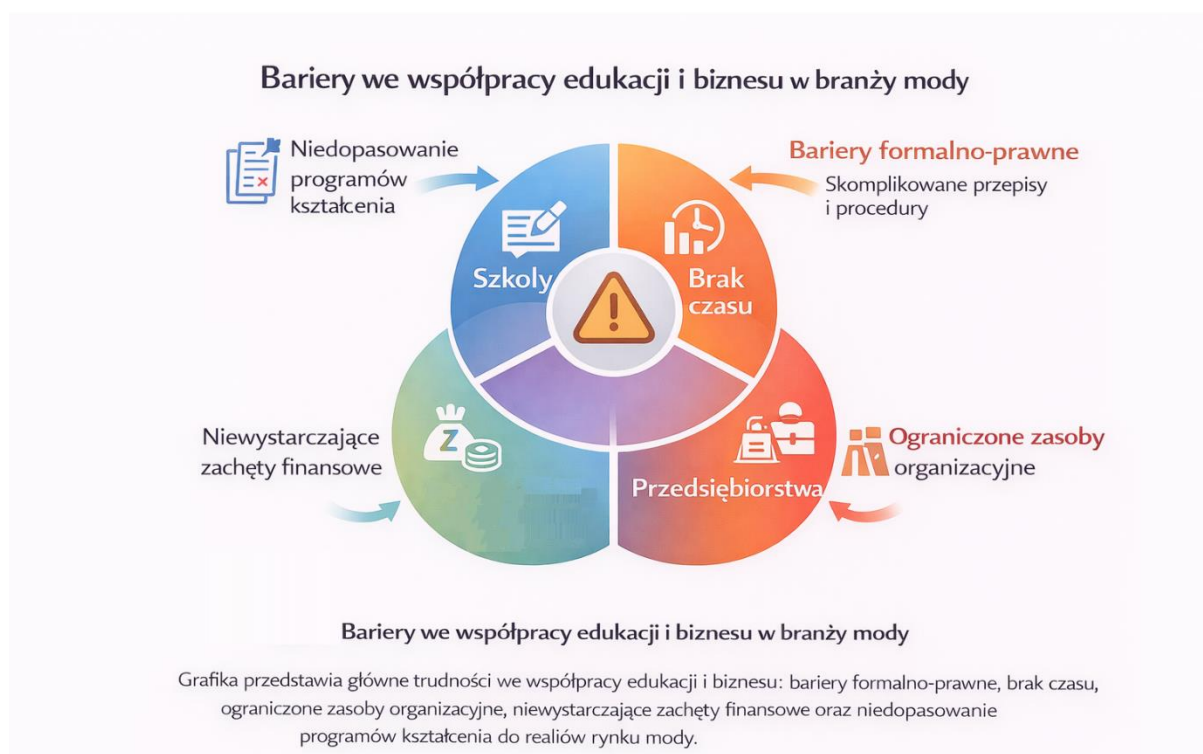 Bariery we współpracy edukacji i biznesu w branży mody
Niedopasowanie
programów
kształcenia
Bariery formalno-prawne
Skomplikowane przepisy
i procedury
Szkoly
Brak
czasu
Niewystarczające
zachęty finansowe
Z
Przedsiębiorstwa
Ograniczone zasoby
organizacyjne
Bariery we współpracy edukacji i biznesu w branży mody
Grafika przedstawia główne trudności we współpracy edukacji i biznesu: bariery formalno-prawne, brak czasu,
ograniczone zasoby organizacyjne, niewystarczające zachęty finansowe oraz niedopasowanie
programów kształcenia do realiów rynku mody.